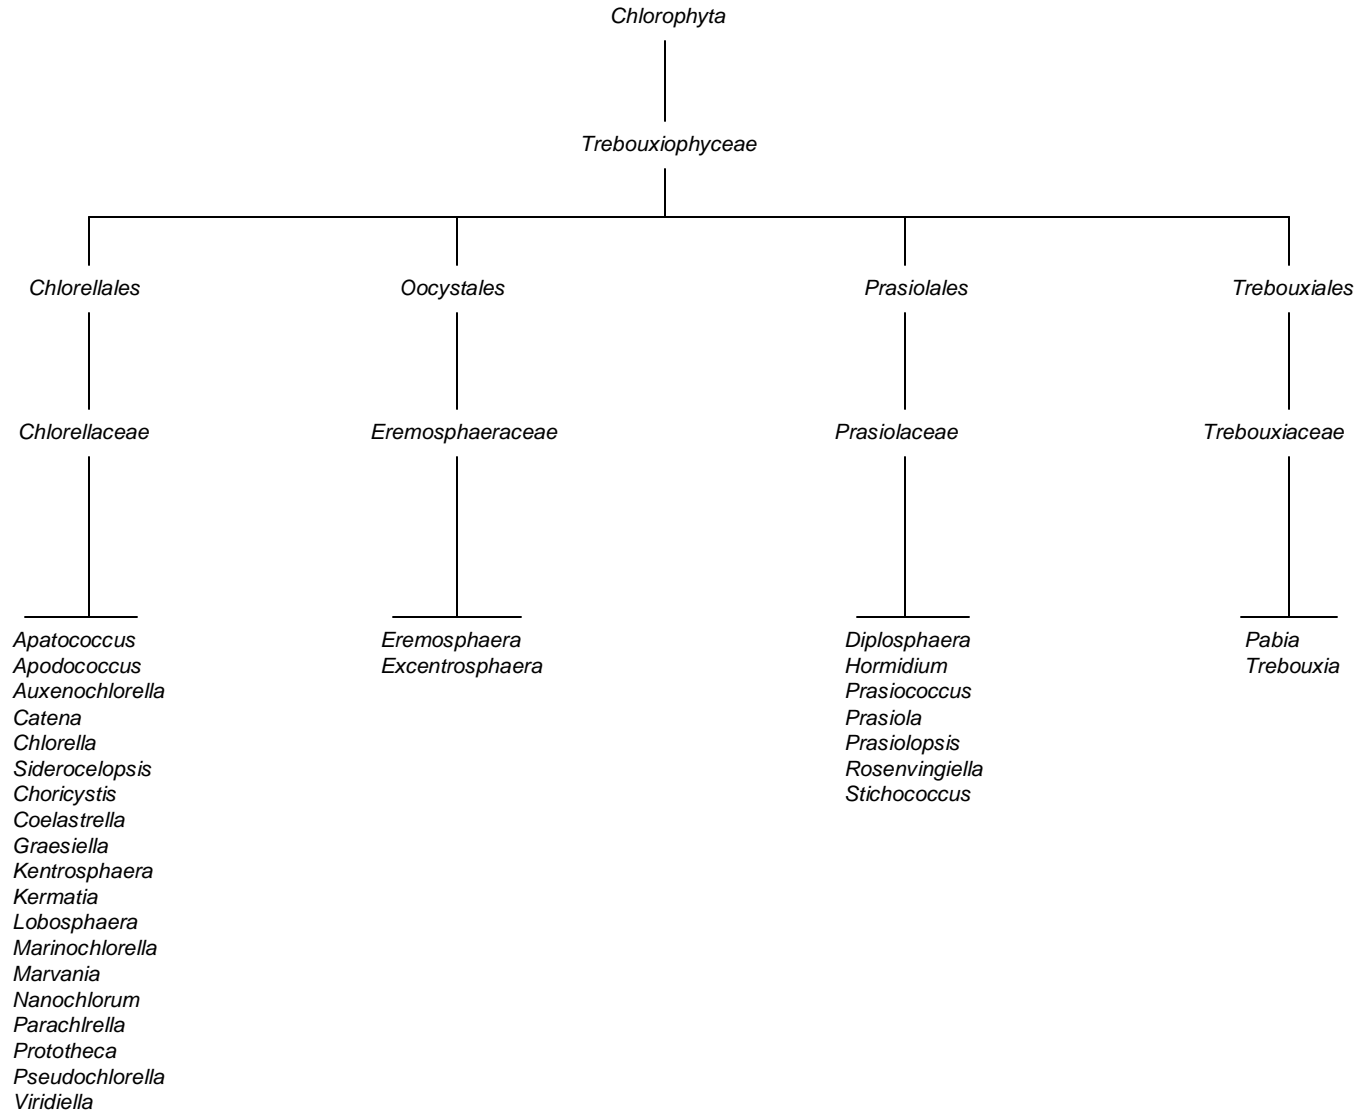 Chlorophyta
Trebouxiophyceae
Chlorellales
Oocystales
Prasiolales
Trebouxiales
Chlorellaceae
Eremosphaeraceae
Prasiolaceae
Trebouxiaceae
Apatococcus
Apodococcus
Auxenochlorella
Catena
Chlorella
Siderocelopsis
Choricystis
Coelastrella
Graesiella
Kentrosphaera
Kermatia
Lobosphaera
Marinochlorella
Marvania
Nanochlorum
Parachlrella
Prototheca
Pseudochlorella
Viridiella
Eremosphaera
Excentrosphaera
Diplosphaera
Hormidium
Prasiococcus
Prasiola
Prasiolopsis
Rosenvingiella
Stichococcus
Pabia
Trebouxia